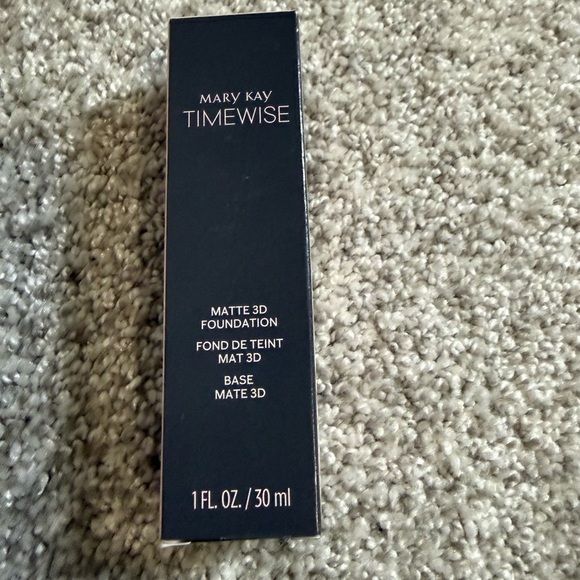 MARY KAY
TIMEWISE
MATTE 3D
FOUNDATION
FOND DE TEINT
MAT 3D
BASE
MATE 3D
1 FL. OZ. / 30 ml